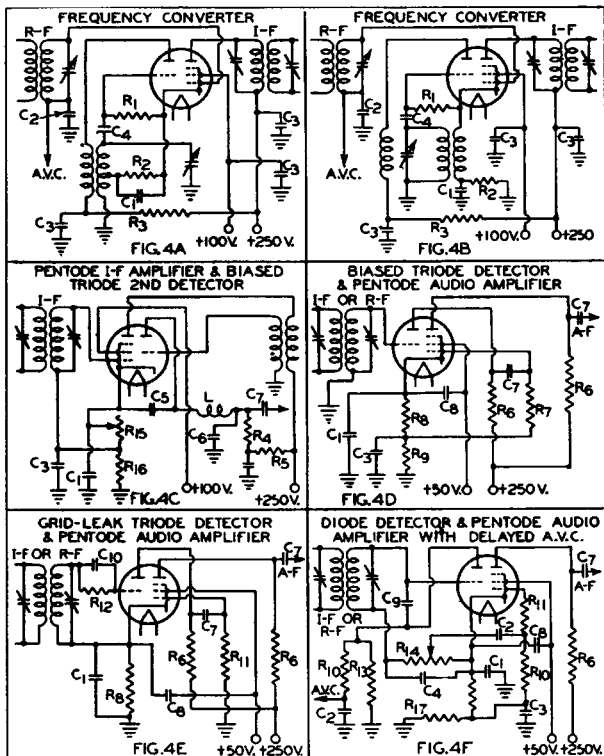 FREQUENCY CONVERTER
R-F
I-F
R1
C2
C4
C3
A.V.C.
R2
C3
C1
C3
R3
+100V. +250V.
FIG.4A
FREQUENCY CONVERTER
R-F
I-F
R1
C2
C4
C3
C3
A.V.C.
C1
R2
C3
R3
FIG.4B
+100V. +250
PENTODE I-F AMPLIFIER & BIASED
TRIODE 2ND DETECTOR
I-F
C5
L
C7
R15
C6
R4
C3
C1
R16
R5
FIG.4C
+100V.
+250V.
BIASED TRIODE DETECTOR
& PENTODE AUDIO AMPLIFIER
I-F OR R-F
C7
A-F
C7
R8
C8
R6
R7
R6
C1
C3
R9
FIG.4D
+50V. +250V.
GRID-LEAK TRIODE DETECTOR
& PENTODE AUDIO AMPLIFIER
I-F OR R-F
C10
C7
A-F
R12
C7
R6
R11
R6
C1
R8
C8
FIG.4E
+50V. +250V.
DIODE DETECTOR & PENTODE AUDIO
AMPLIFIER WITH DELAYED A.V.C.
C7
A-F
C9
I-F OR
R-F
R11
C2
C8
R14
R6
R10
R13
C1
R10
A.V.C.
C4
C2
R17
C3
FIG.4F
+50V. +250V.